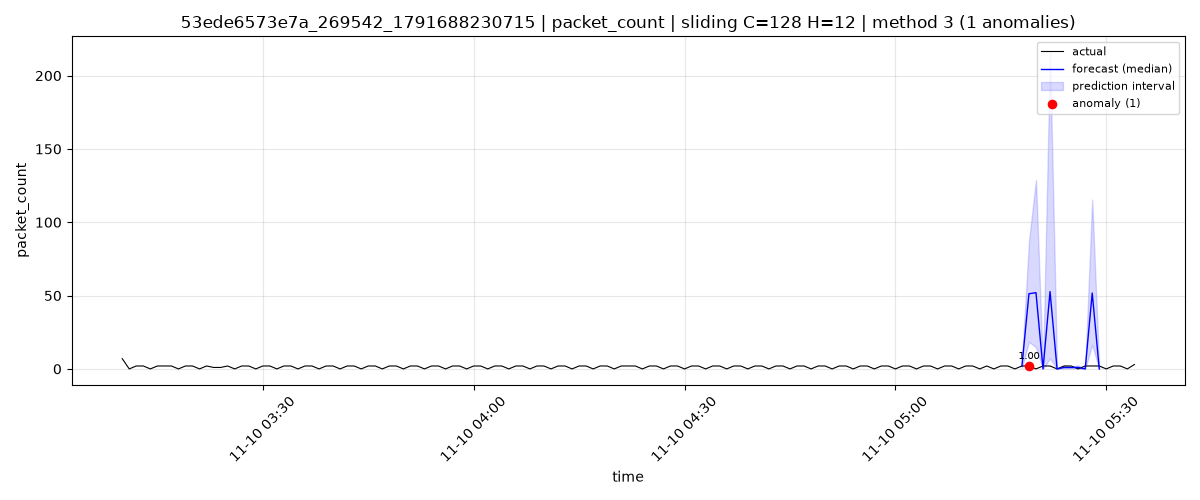 53ede6573e7a_269542_1791688230715 | packet_count | sliding C=128 H=12 | method 3 (1 anomalies)
packet_count
200
150
100
50
0
actual
forecast (median)
prediction interval
anomaly (1)
1.00
11-10 03:30
11-10 04:00
11-10 04:30
11-10 05:00
11-10 05:30
time